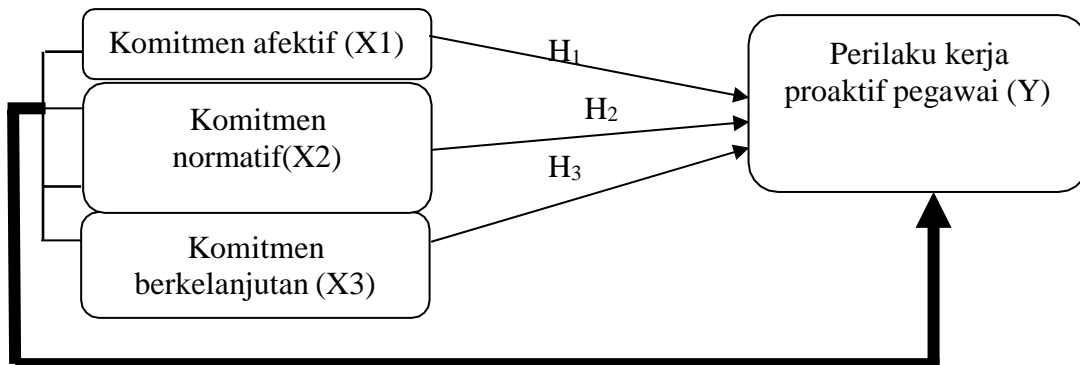 Komitmen afektif (X1)
Komitmen
normatif(X2)
Komitmen
berkelanjutan (X3)
H₁
H₂
H₃
Perilaku kerja
proaktif pegawai (Y)